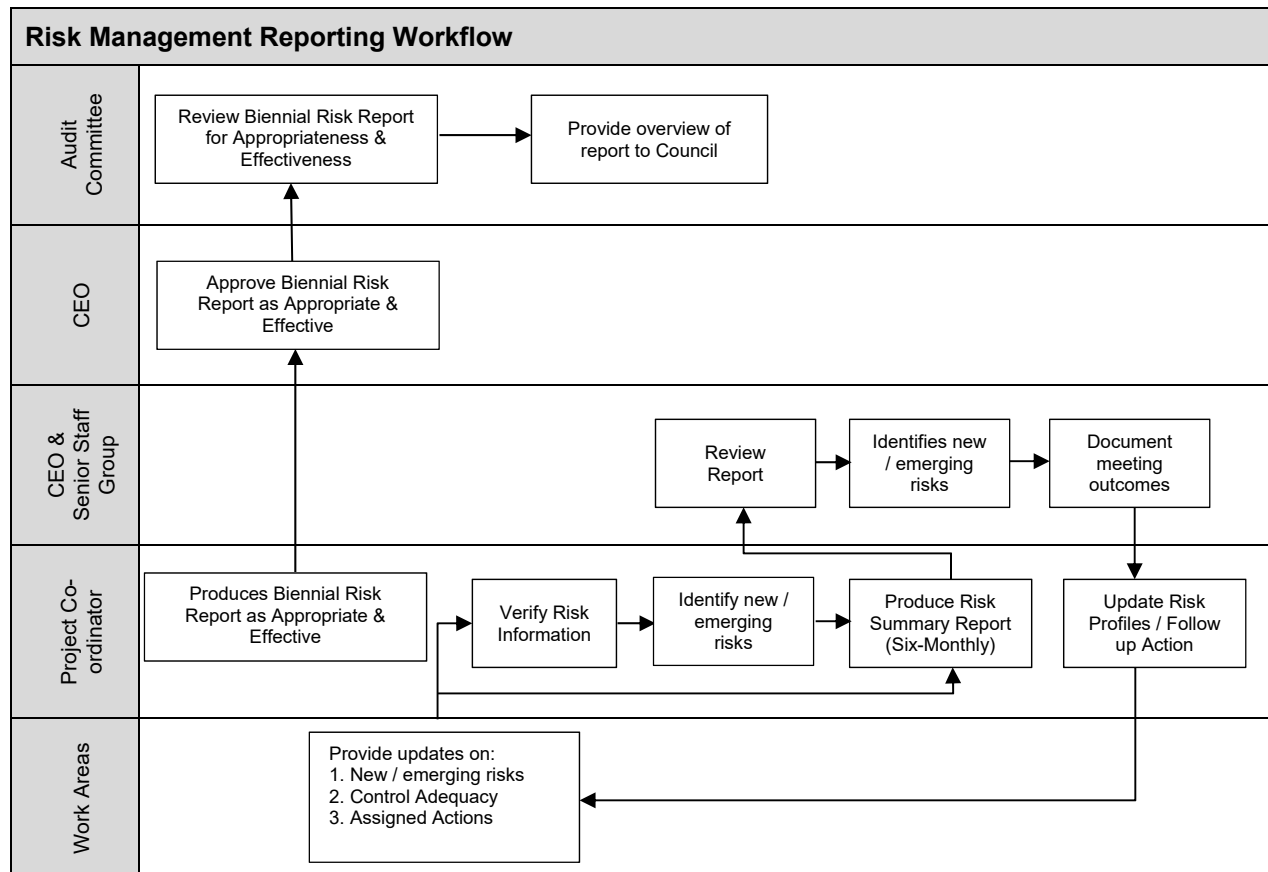 Risk Management Reporting Workflow
Audit
Committee
Review Biennial Risk Report
for Appropriateness &
Effectiveness
Provide overview of
report to Council
CEO
Approve Biennial Risk
Report as Appropriate &
Effective
CEO &
Senior Staff
Group
Review
Report
Identifies new
/ emerging
risks
Document
meeting
outcomes
Project Co-
ordinator
Produces Biennial Risk
Report as Appropriate &
Effective
Verify Risk
Information
Identify new /
emerging
risks
Produce Risk
Summary Report
(Six-Monthly)
Update Risk
Profiles / Follow
up Action
Work Areas
Provide updates on:
1. New / emerging risks
2. Control Adequacy
3. Assigned Actions